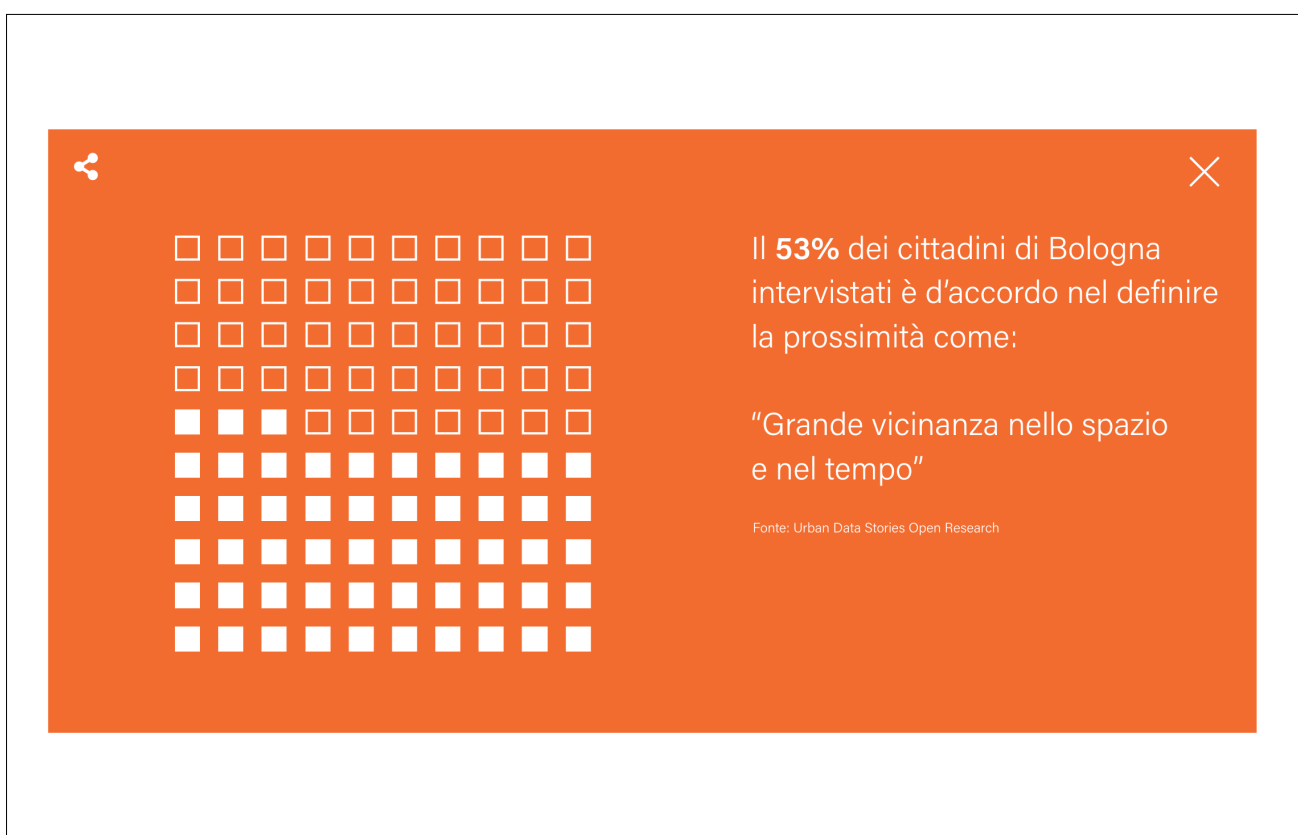 Il 53% dei cittadini di Bologna
intervistati è d'accordo nel definire
la prossimità come:
“Grande vicinanza nello spazio
e nel tempo”
Fonte: Urban Data Stories Open Research